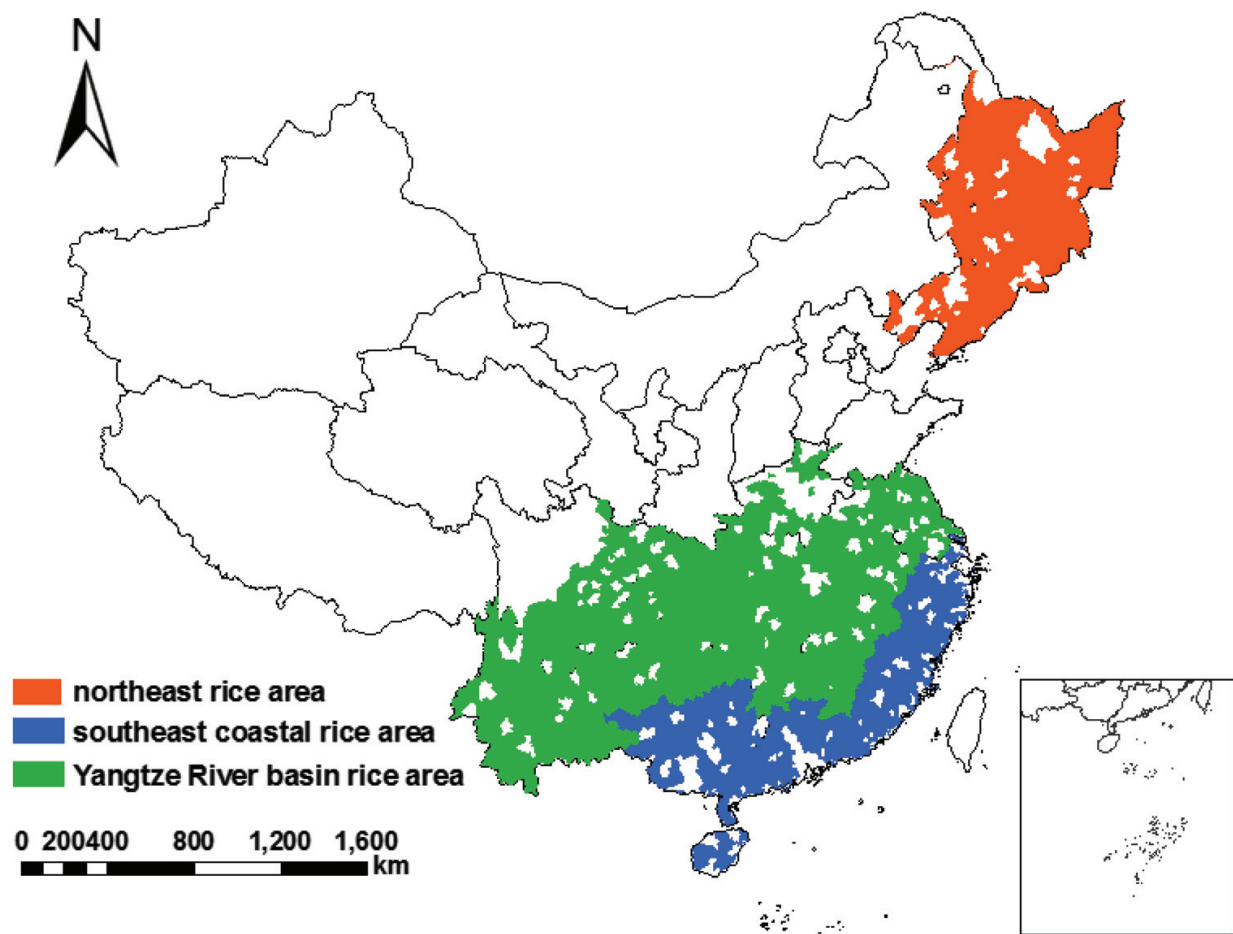 N
northeast rice area
southeast coastal rice area
Yangtze River basin rice area
0 200400 800 1,200 1,600
km